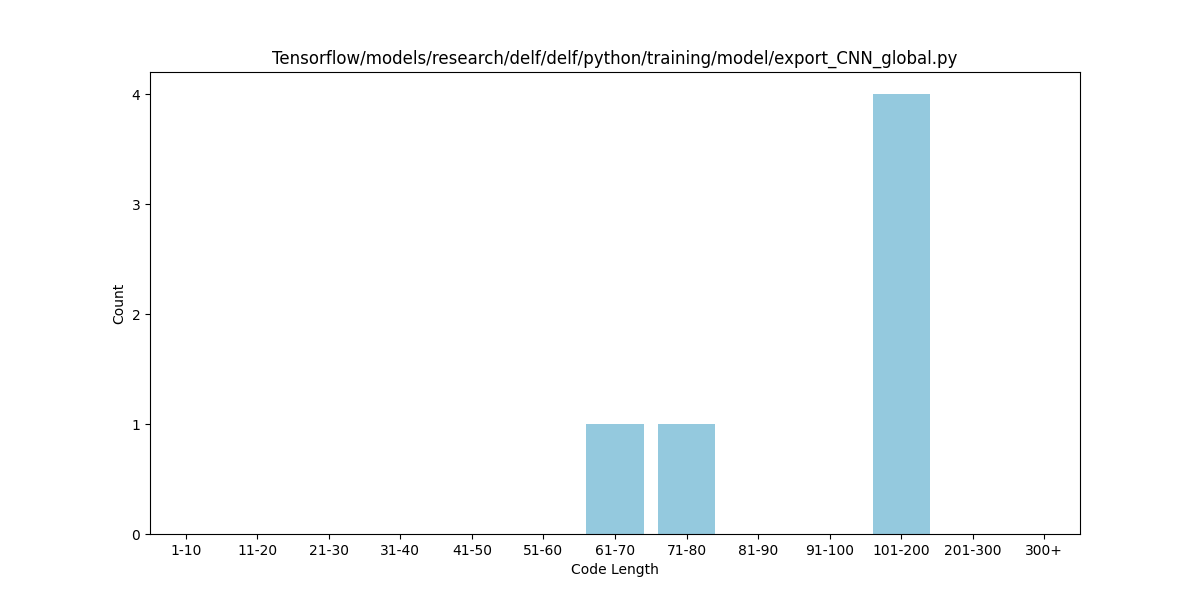 Tensorflow/models/research/delf/delf/python/training/model/export_CNN_global.py
4
3
2
1
0
Count
1-10 11-20 21-30 31-40 41-50 51-60 61-70 71-80 81-90 91-100 101-200 201-300 300+
Code Length